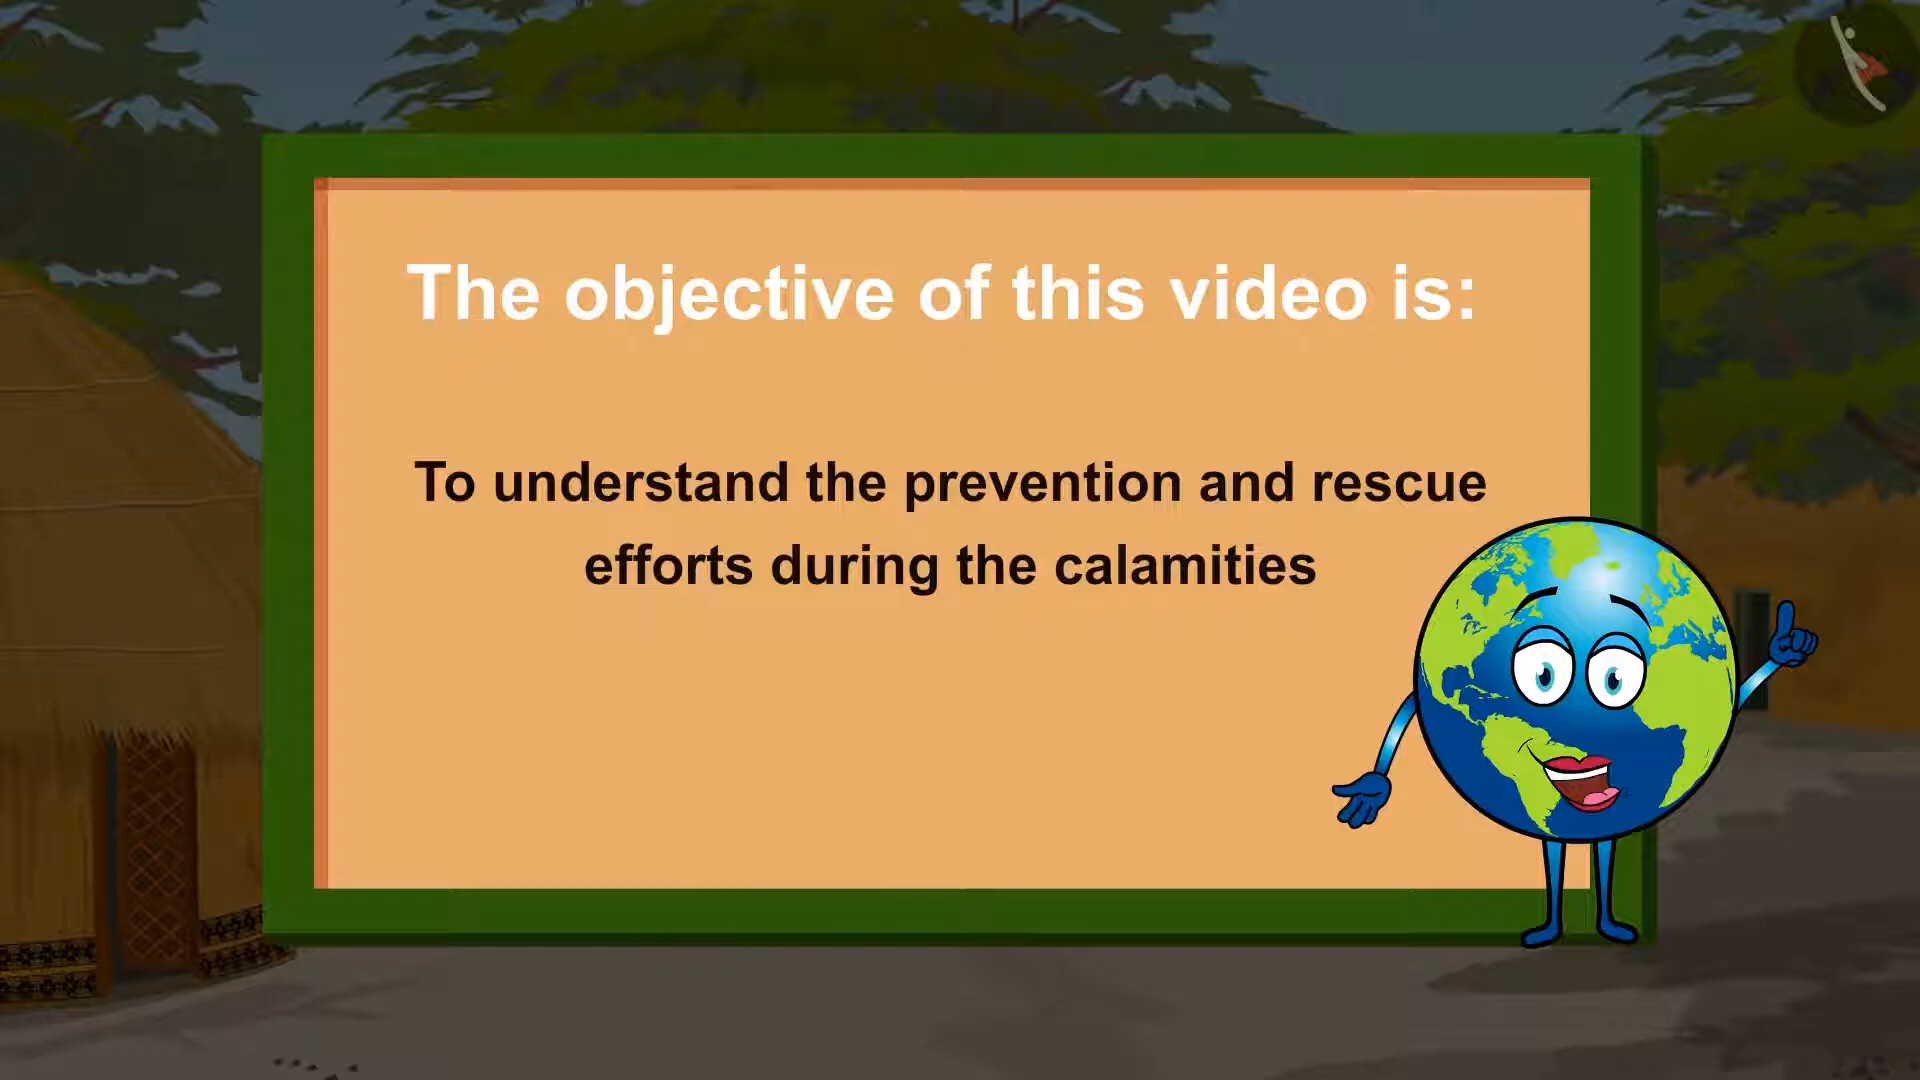 The objective of this video is:
To understand the prevention and rescue
efforts during the calamities